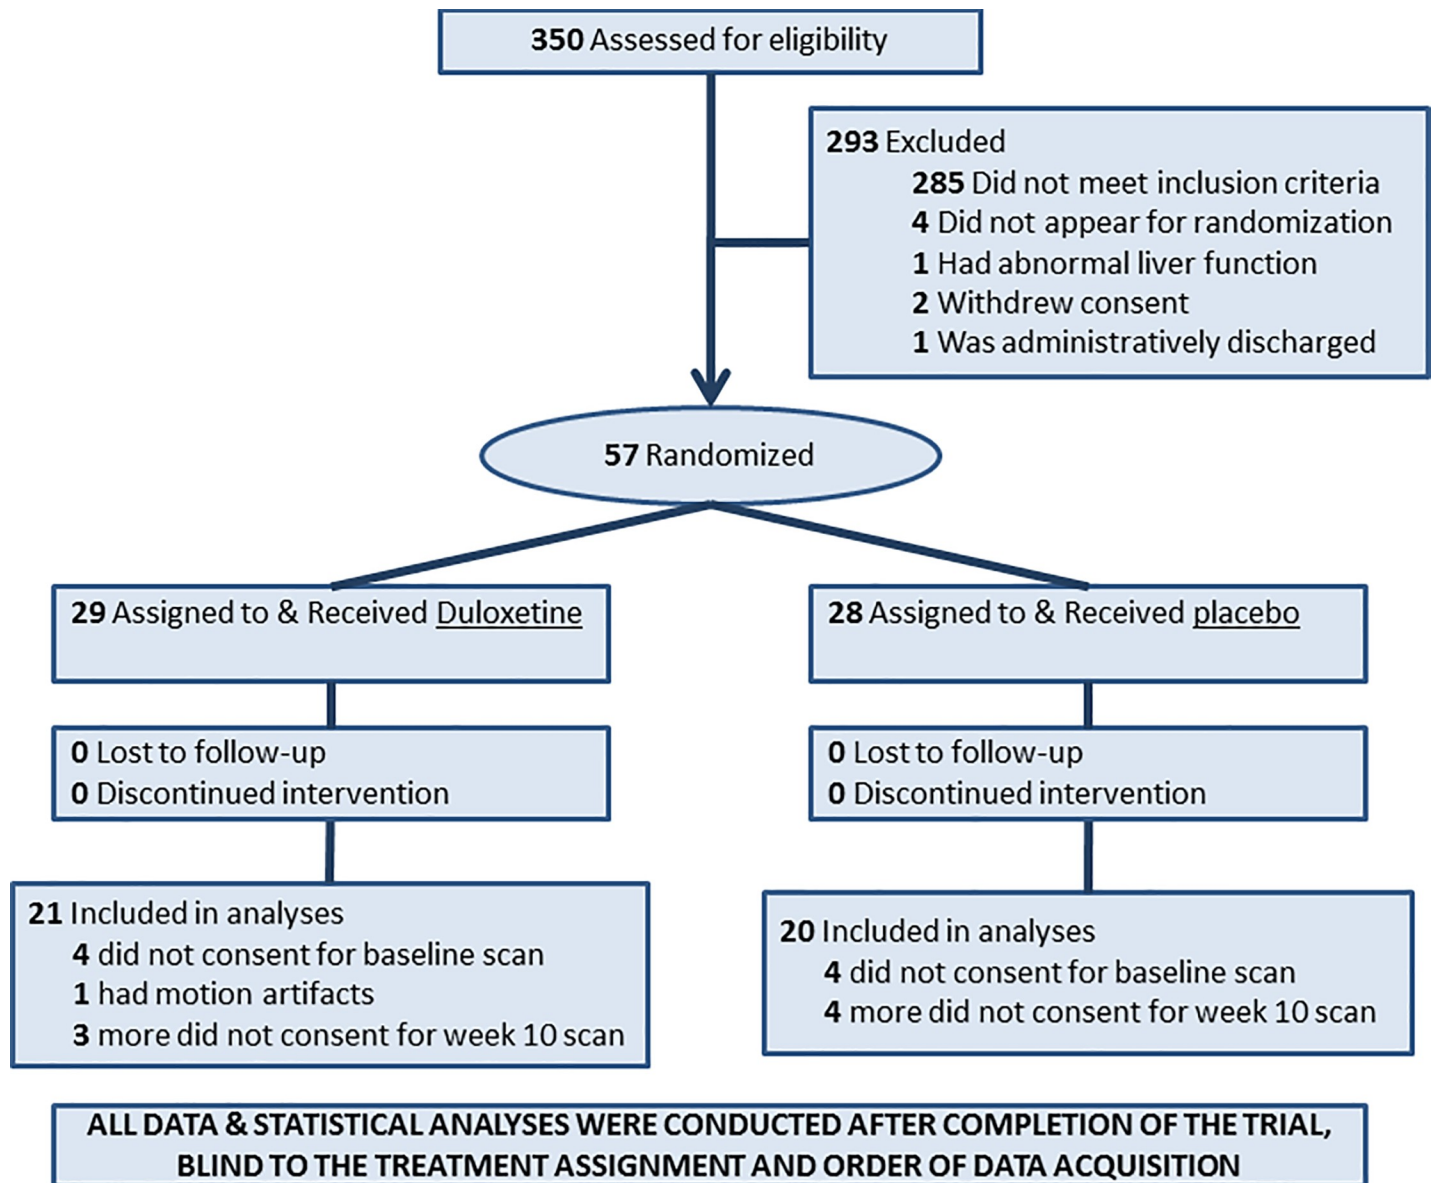 350 Assessed for eligibility
293 Excluded
285 Did not meet inclusion criteria
4 Did not appear for randomization
1 Had abnormal liver function
2 Withdrew consent
1 Was administratively discharged
57 Randomized
29 Assigned to & Received Duloxetine
28 Assigned to & Received placebo
0 Lost to follow-up
0 Discontinued intervention
0 Lost to follow-up
0 Discontinued intervention
21 Included in analyses
4 did not consent for baseline scan
1 had motion artifacts
3 more did not consent for week 10 scan
20 Included in analyses
4 did not consent for baseline scan
4 more did not consent for week 10 scan
ALL DATA & STATISTICAL ANALYSES WERE CONDUCTED AFTER COMPLETION OF THE TRIAL,
BLIND TO THE TREATMENT ASSIGNMENT AND ORDER OF DATA ACQUISITION